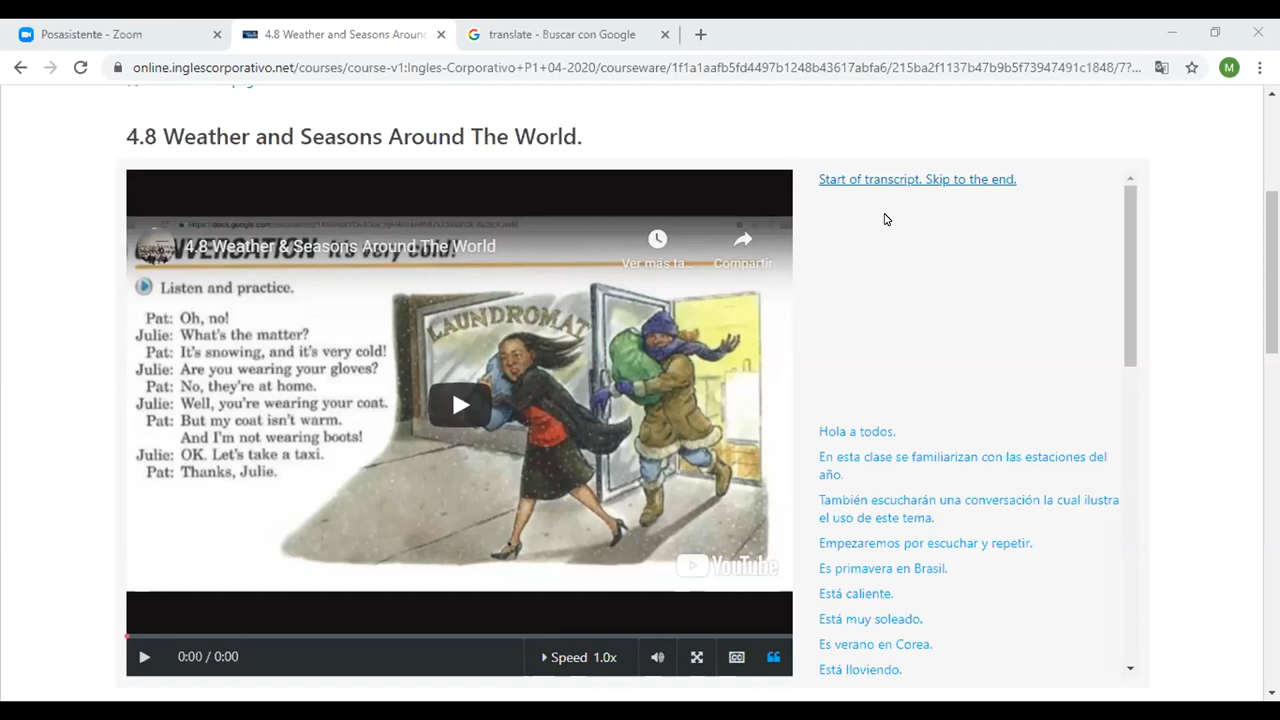 Posasistente - Zoom
4.8 Weather and Seasons Aroun
translate - Buscar con Google
online.inglescorporativo.net/courses/course-v1:Ingles-Corporativo+P1+04-2020/courseware/1f1a1aafb5fd4497b1248b43617abfa6/215ba2f1137b47b9b5f73947491c1848/7?...
M
4.8 Weather and Seasons Around The World.
4.8 Weather & Seasons Around The World
Ver más ta...
Compartir
Listen and practice.
Pat: Oh, no!
Julie: What's the matter?
Pat: It's snowing, and it's very cold!
Julie: Are you wearing your gloves?
Pat: No, they're at home.
Julie: Well, you're wearing your coat.
Pat: But my coat isn't warm.
And I'm not wearing boots!
Julie: OK. Let's take a taxi.
Pat: Thanks, Julie.
LAUNDROMAT
YouTube
0:00 / 0:00
Speed 1.0x
CC
Start of transcript. Skip to the end.
Hola a todos.
En esta clase se familiarizan con las estaciones del
año.
También escucharán una conversación la cual ilustra
el uso de este tema.
Empezaremos por escuchar y repetir.
Es primavera en Brasil.
Está caliente.
Está muy soleado.
Es verano en Corea.
Está lloviendo.